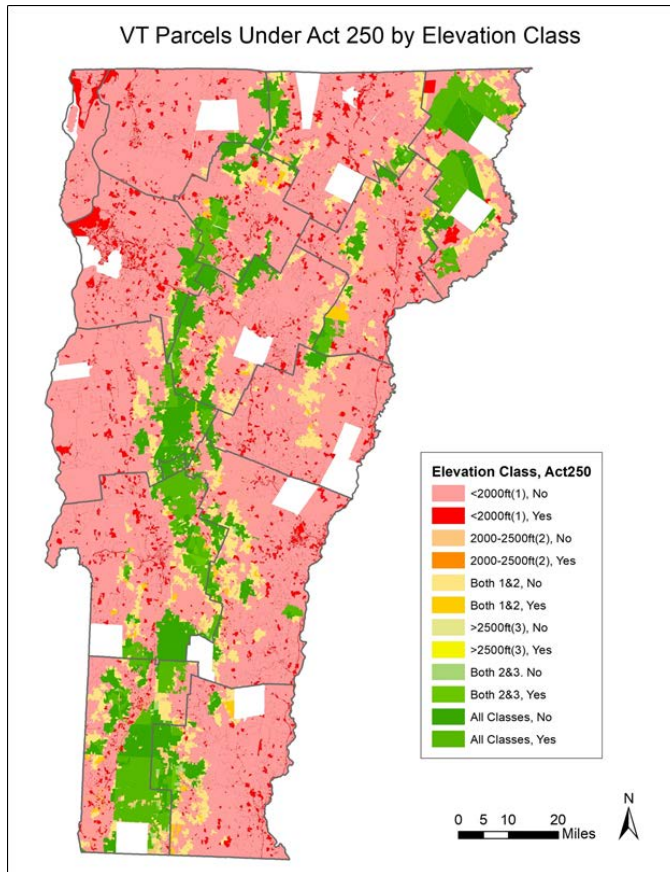 VT Parcels Under Act 250 by Elevation Class
Elevation Class, Act250
<2000ft(1), No
<2000ft(1), Yes
2000-2500ft(2), No
2000-2500ft(2), Yes
Both 1&2, No
Both 1&2, Yes
>2500ft(3), No
>2500ft(3), Yes
Both 2&3. No
Both 2&3, Yes
All Classes, No
All Classes, Yes
20 10 0 20
Miles
N